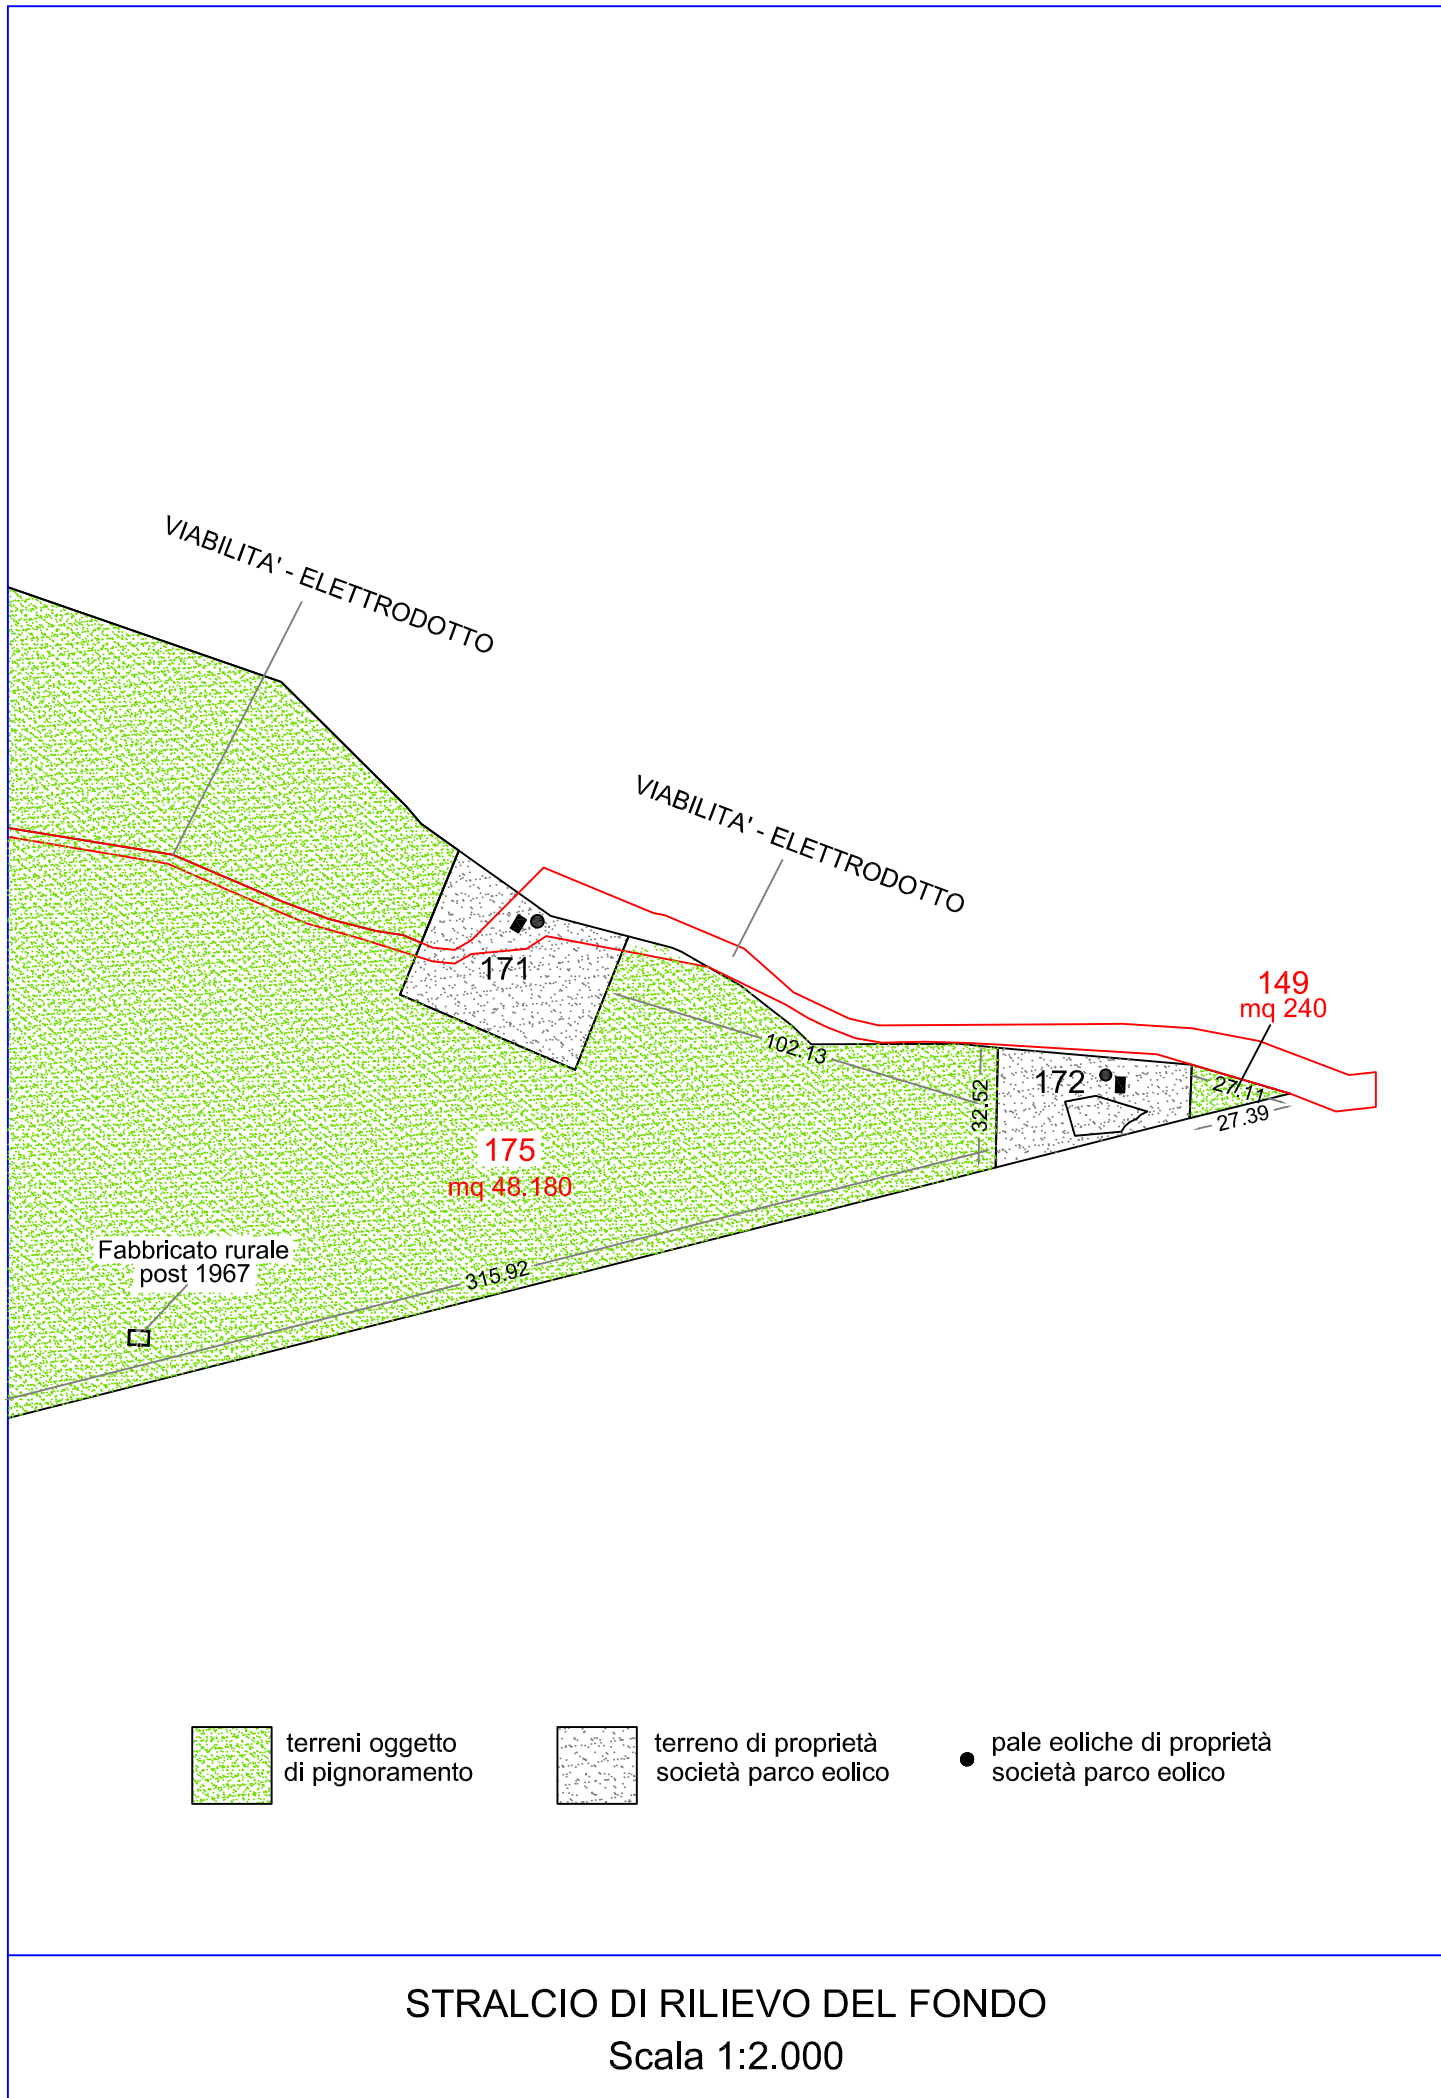 VIABILITA' - ELETTRODOTTO
VIABILITA' - ELETTRODOTTO
171
149
mq 240
102.13
172
32.52
27.11
27.39
175
mq 48.180
Fabbricato rurale
post 1967
315.92
terreni oggetto
di pignoramento
terreno di proprietà
società parco eolico
pale eoliche di proprietà
società parco eolico
STRALCIO DI RILIEVO DEL FONDO
Scala 1:2.000